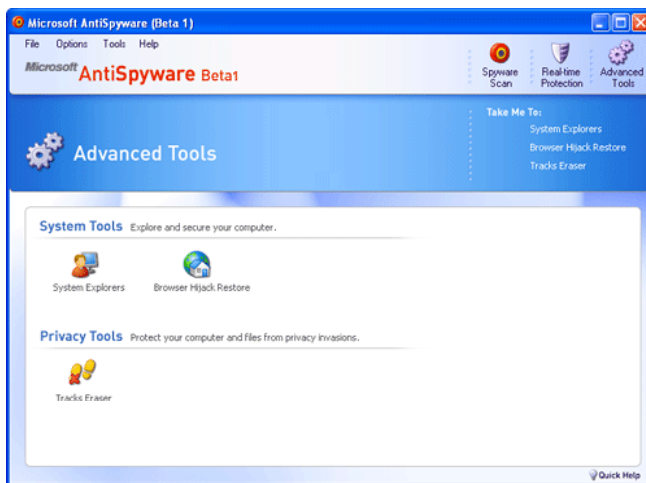 Microsoft AntiSpyware (Beta 1)
File Options Tools Help
Microsoft AntiSpyware Beta1
Spyware Scan
Real-time Protection
Advanced Tools
Advanced Tools
Take Me To:
System Explorers
Browser Hijack Restore
Tracks Eraser
System Tools Explore and secure your computer.
System Explorers
Browser Hijack Restore
Privacy Tools Protect your computer and files from privacy invasions.
Tracks Eraser
Quick Help